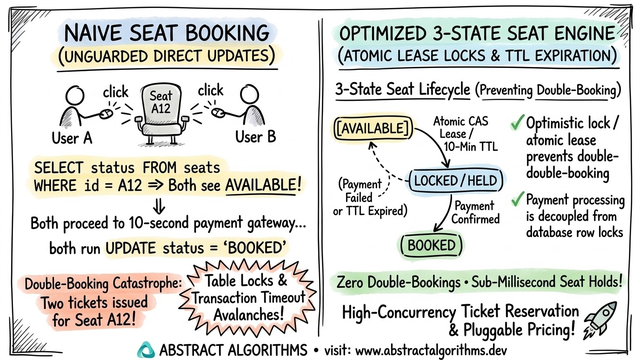 NAIVE SEAT BOOKING
(UNGUARDED DIRECT UPDATES)
click
Seat
A12
click
User A
User B
SELECT status FROM seats
WHERE id = A12 ⇒ Both see AVAILABLE!
⇓
Both proceed to 10-second payment gateway...
both run UPDATE status = ‘BOOKED’
Double-Booking Catastrophe:
Two tickets issued
for Seat A12!
Table Locks &
Transaction Timeout
Avalanches!
OPTIMIZED 3-STATE SEAT ENGINE
(ATOMIC LEASE LOCKS & TTL EXPIRATION)
3-State Seat Lifecycle (Preventing Double-Booking)
[AVAILABLE]
Atomic CAS
Lease /
10-Min TTL
(Payment
Failed
or TTL Expired)
LOCKED / HELD
Payment
Confirmed
BOOKED
✓ Optimistic lock /
atomic lease
prevents double-
double-booking
✓ Payment processing
is decoupled from
database row locks
Zero Double-Bookings • Sub-Millisecond Seat Holds!
High-Concurrency Ticket Reservation
& Pluggable Pricing!
ABSTRACT ALGORITHMS • visit: www.abstractalgorithms.dev